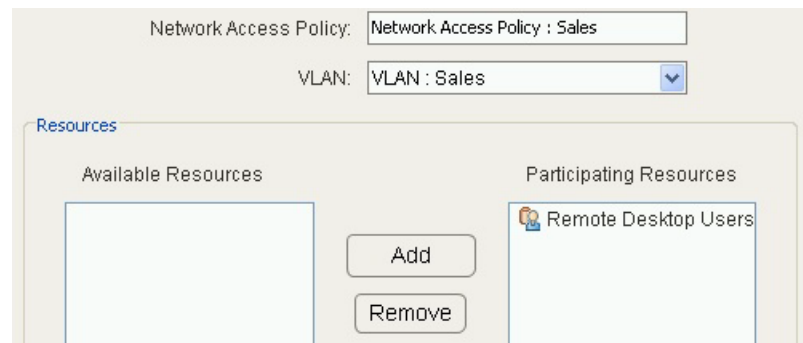 Network Access Policy: Network Access Policy : Sales
VLAN: VLAN : Sales
Resources
Available Resources Participating Resources
Remote Desktop Users
Add
Remove